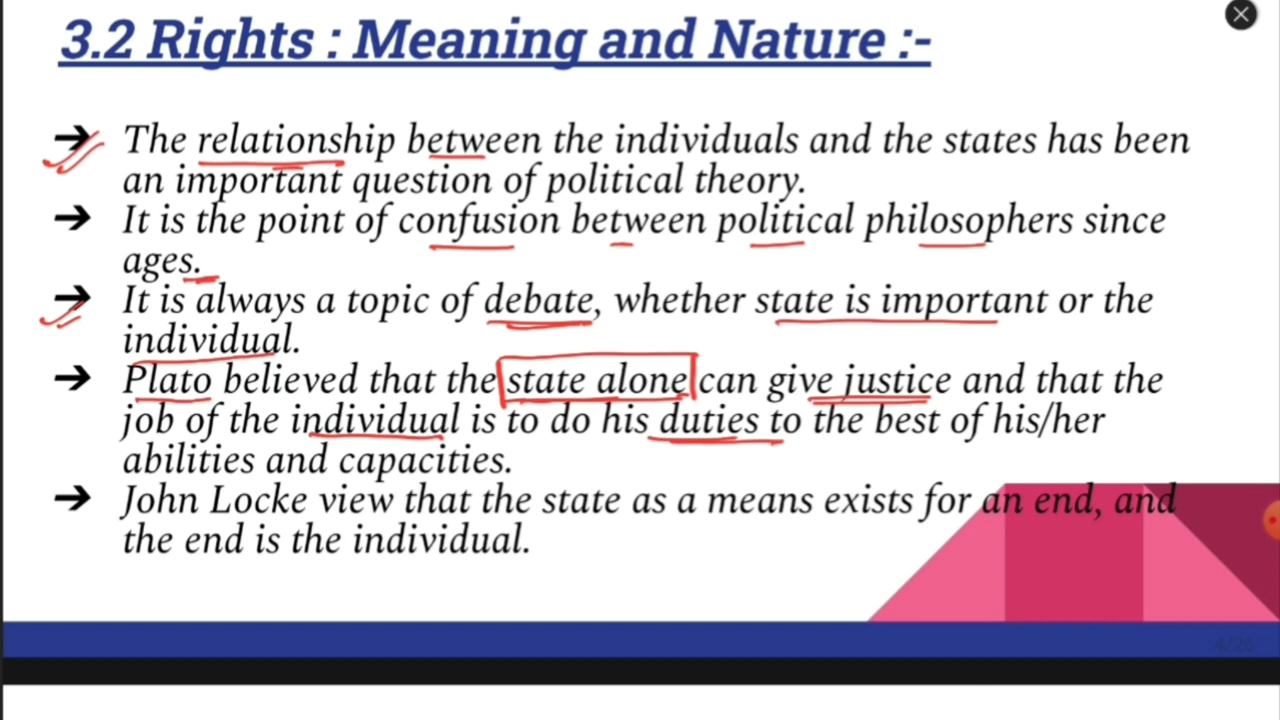 3.2 Rights : Meaning and Nature :-
➔ The relationship between the individuals and the states has been
an important question of political theory.
➔ It is the point of confusion between political philosophers since
ages.
➔ It is always a topic of debate, whether state is important or the
individual.
➔ Plato believed that the state alone can give justice and that the
job of the individual is to do his duties to the best of his/her
abilities and capacities.
➔ John Locke view that the state as a means exists for an end, and
the end is the individual.
4/26